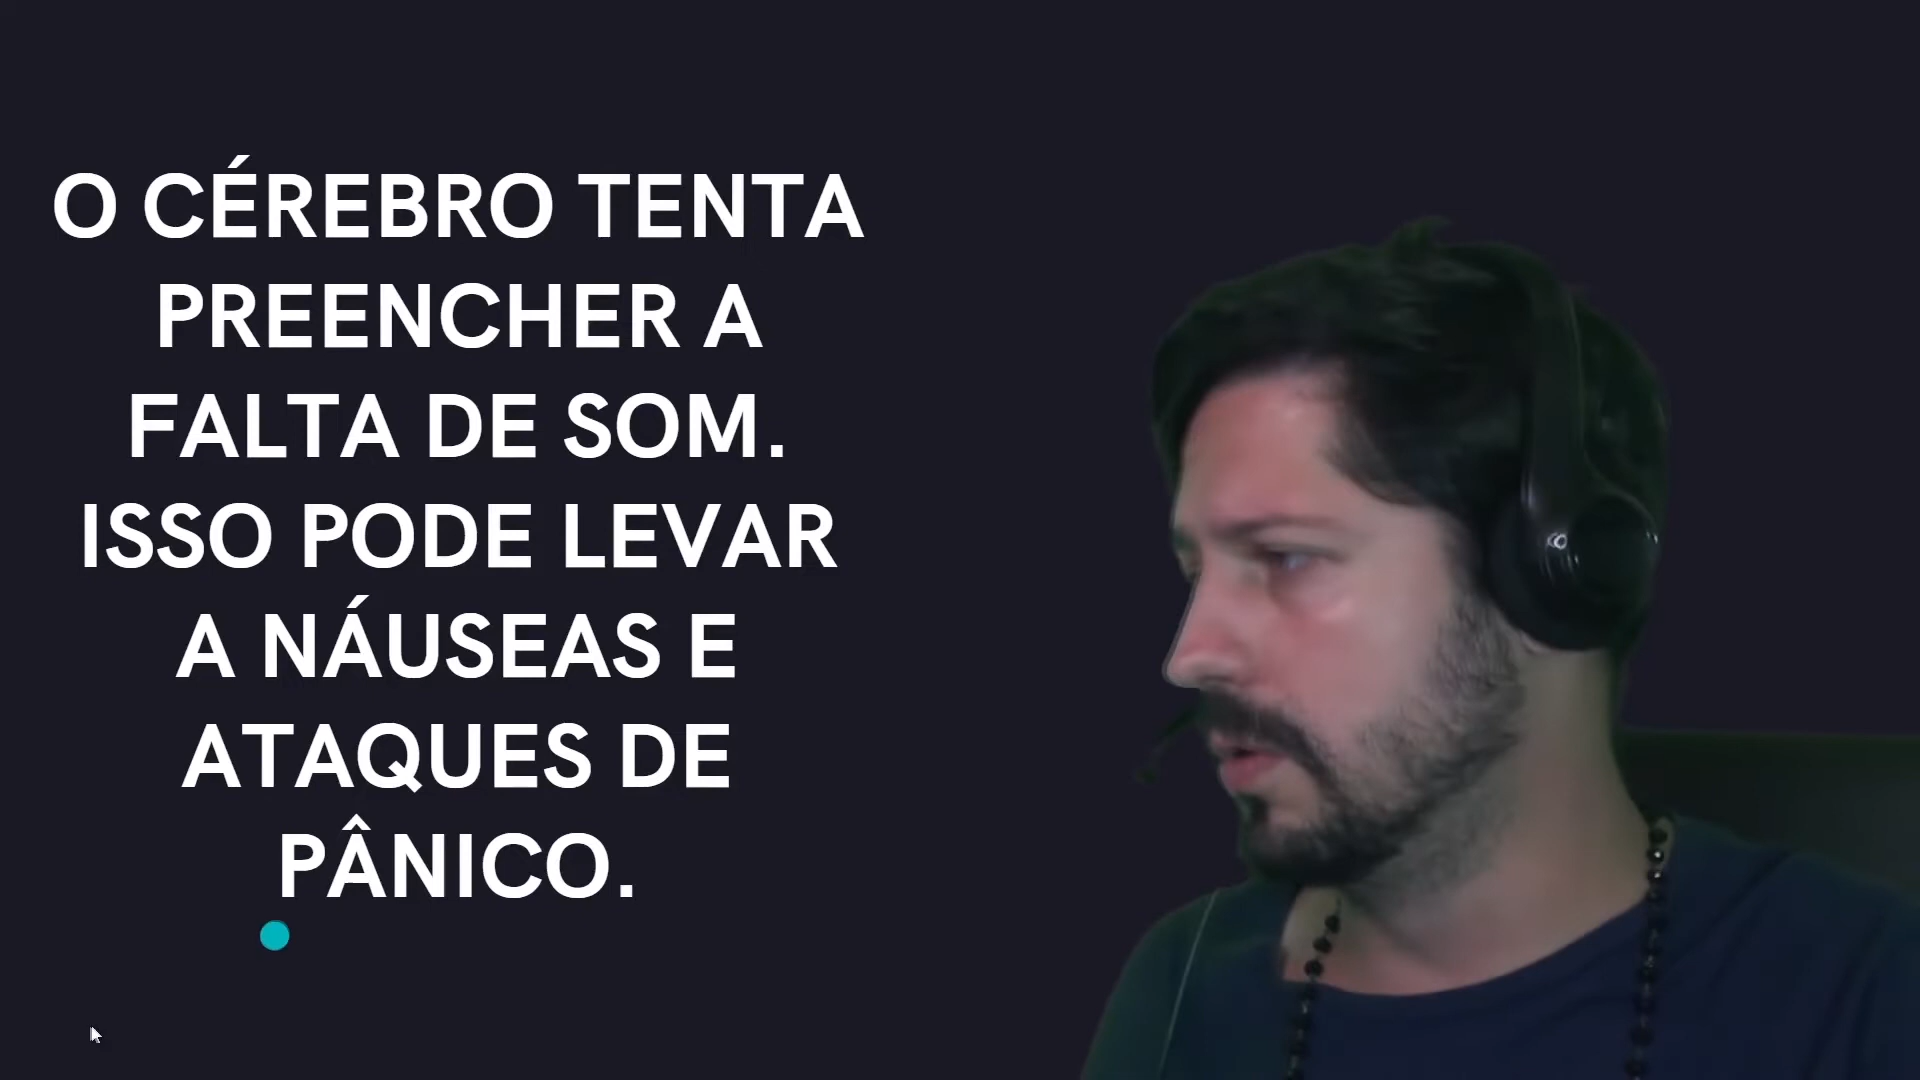 O CÉREBRO TENTA
PREENCHER A
FALTA DE SOM.
ISSO PODE LEVAR
A NÁUSEAS E
ATAQUES DE
PÂNICO.